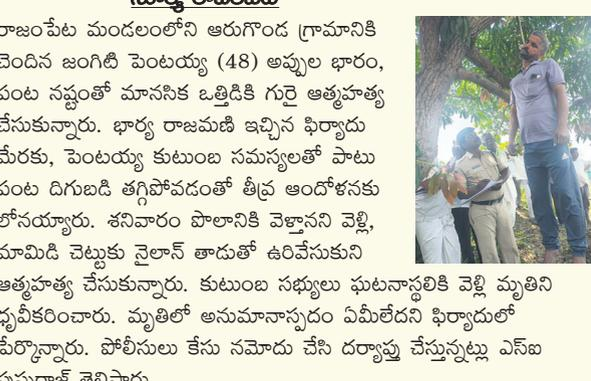 రాజంపేట మండలంలోని ఆరుగొండ గ్రామానికి
చెందిన జంగిటి పెంటయ్య (48) అప్పుల భారం,
పంట నష్టంతో మానసిక ఒత్తిడికి గురై ఆత్మహత్య
చేసుకున్నారు. భార్య రాజమణి ఇచ్చిన ఫిర్యాదు
మేరకు, పెంటయ్య కుటుంబ సమస్యలతో పాటు
పంట దిగుబడి తగ్గిపోవడంతో తీవ్ర ఆందోళనకు
లోనయ్యారు. శనివారం పొలానికి వెళ్తానని వెళ్లి,
మామిడి చెట్టుకు నైలాన్ తాడుతో ఉరివేసుకుని
ఆత్మహత్య చేసుకున్నారు. కుటుంబ సభ్యులు ఘటనాస్థలికి వెళ్లి మృతిని
ధృవీకరించారు. మృతిలో అనుమానాస్పదం ఏమీలేదని ఫిర్యాదులో
పేర్కొన్నారు. పోలీసులు కేసు నమోదు చేసి దర్యాప్తు చేస్తున్నట్లు ఎస్ఐ
తెలిపారు